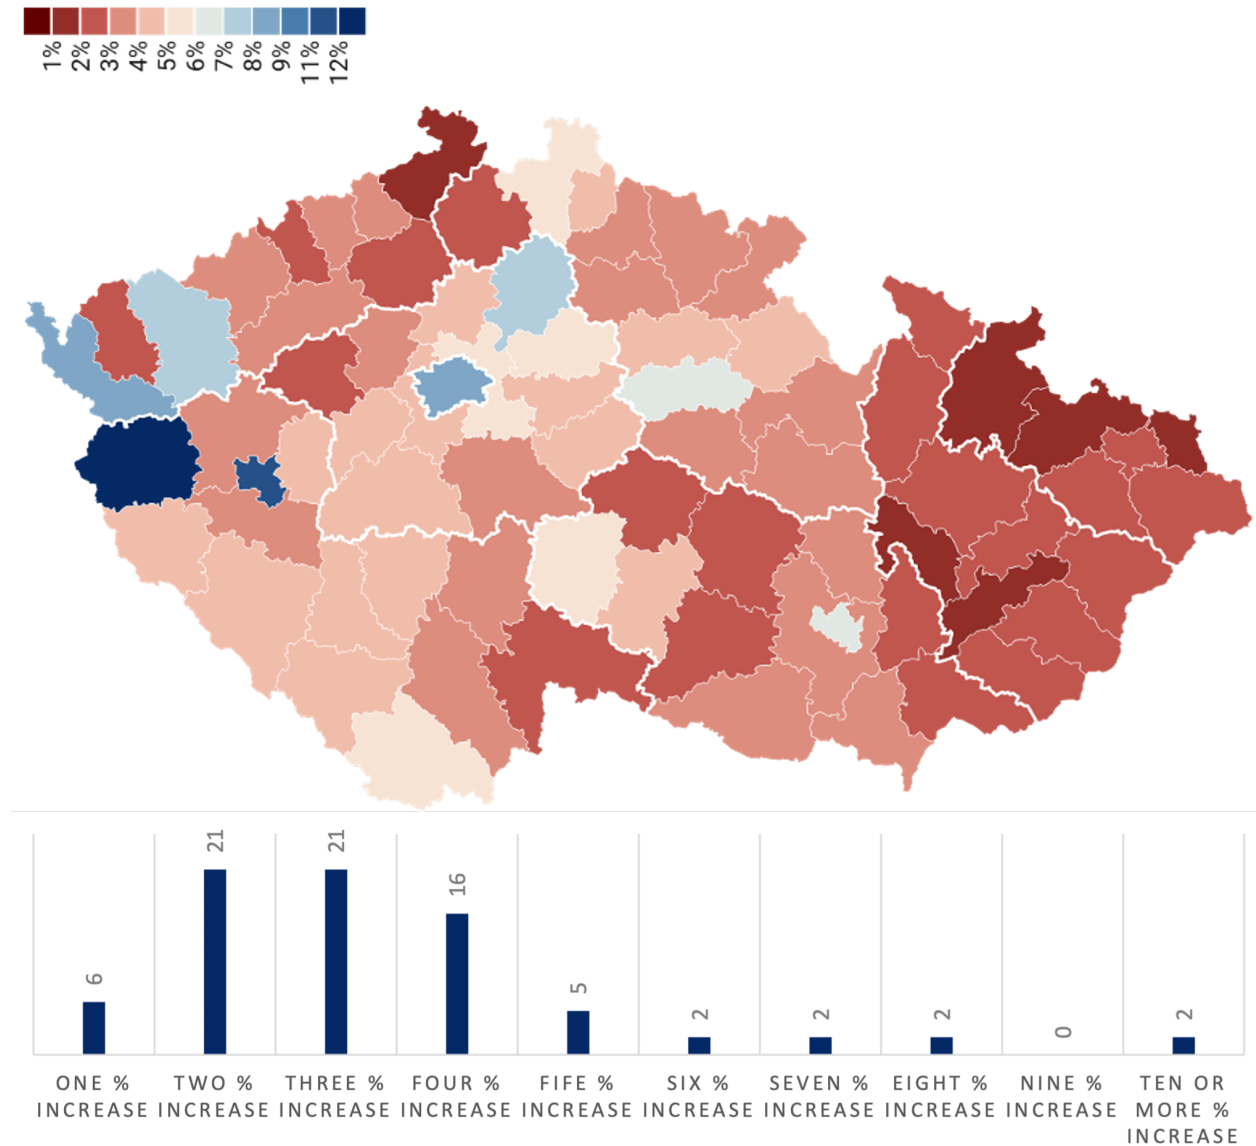 1%
2%
3%
4%
5%
6%
7%
8%
9%
11%
12%
6
21
21
16
5
2
2
2
0
2
ONE %
INCREASE
TWO %
INCREASE
THREE %
INCREASE
FOUR %
INCREASE
FIFE %
INCREASE
SIX %
INCREASE
SEVEN %
INCREASE
EIGHT %
INCREASE
NINE %
INCREASE
TEN OR
MORE %
INCREASE